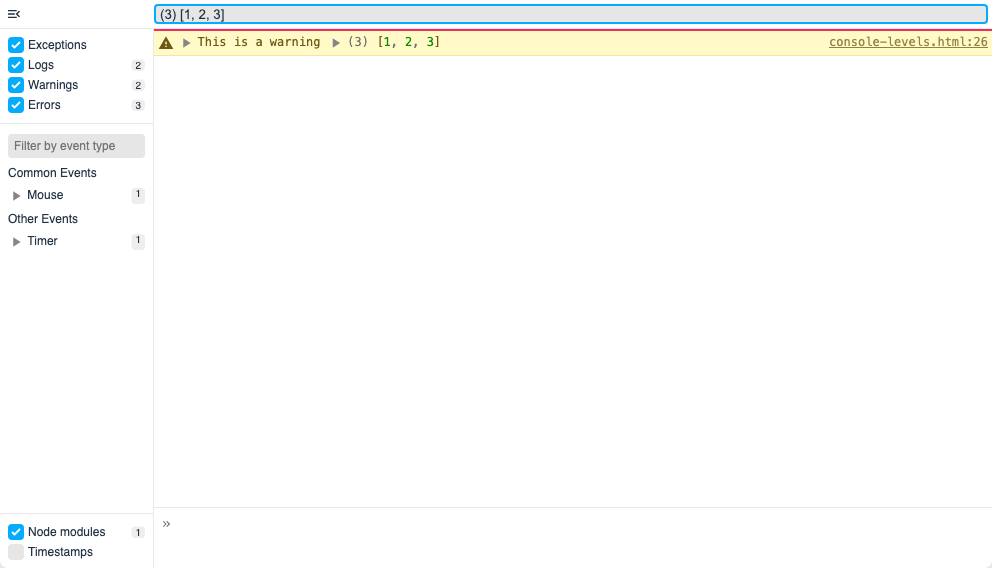 (3) [1, 2, 3]
Exceptions
Logs 2
Warnings 2
Errors 3
Filter by event type
Common Events
Mouse 1
Other Events
Timer 1
Node modules 1
Timestamps
This is a warning (3) [1, 2, 3] console-levels.html:26
»